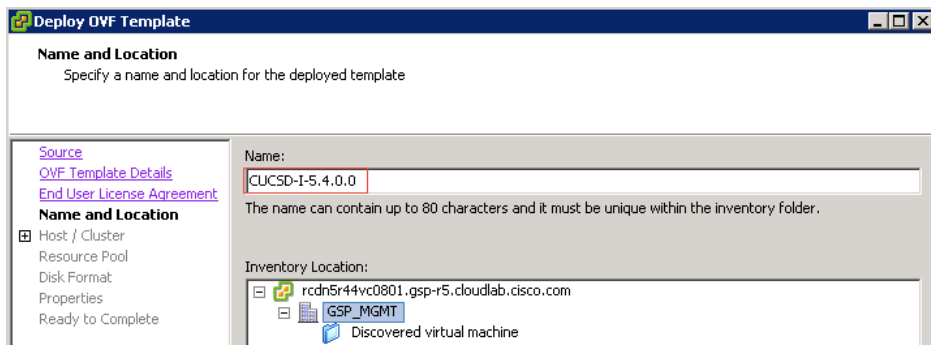 Deploy OVF Template
Name and Location
Specify a name and location for the deployed template
Source
OVF Template Details
End User License Agreement
Name and Location
Host / Cluster
Resource Pool
Disk Format
Properties
Ready to Complete
Name:
CUCSD-I-5.4.0.0
The name can contain up to 80 characters and it must be unique within the inventory folder.
Inventory Location:
rcdn5r44vc0801.gsp-r5.cloudlab.cisco.com
GSP_MGMT
Discovered virtual machine